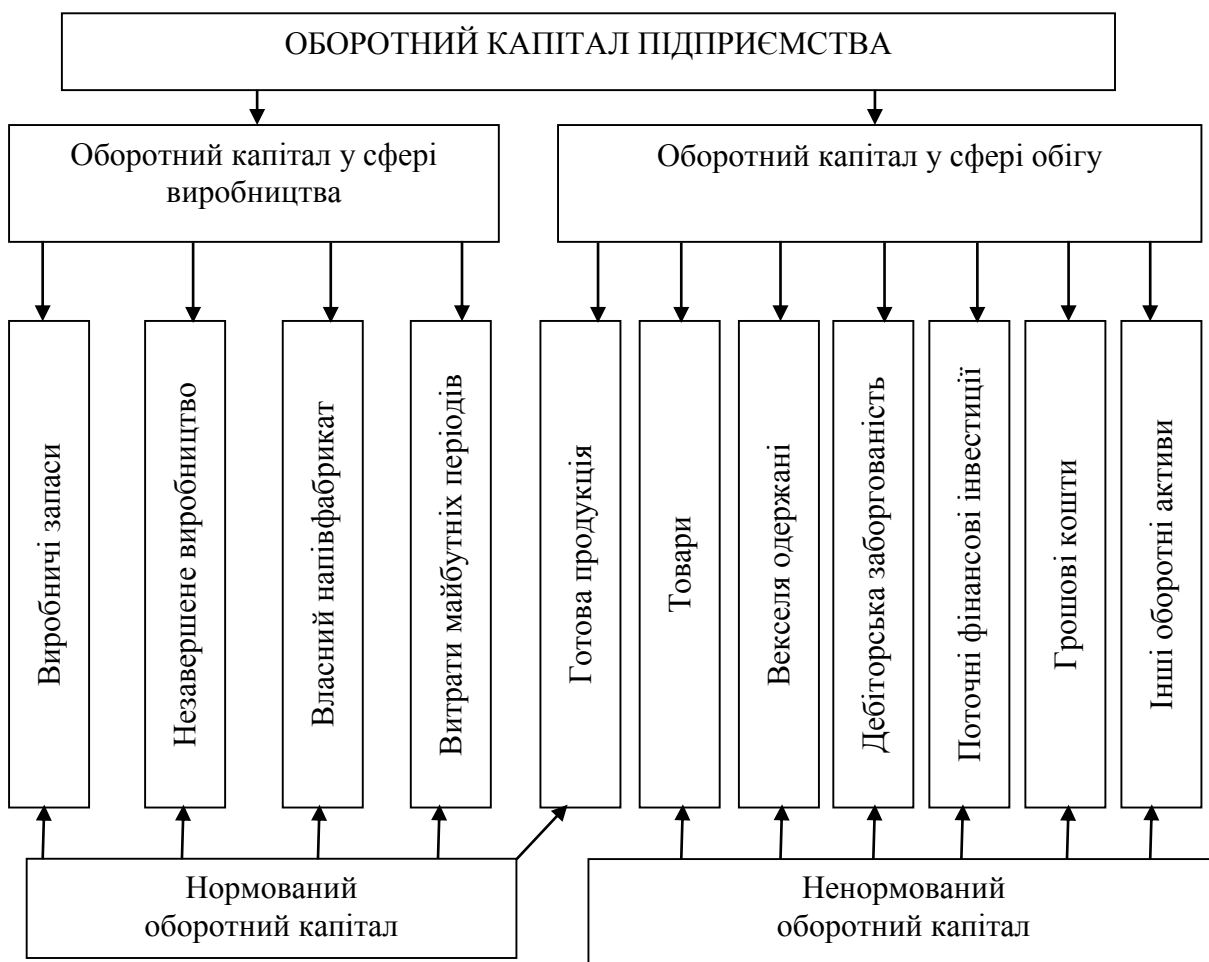 ОБОРОТНИЙ КАПІТАЛ ПІДПРИЄМСТВА
Оборотний капітал у сфері
виробництва
Оборотний капітал у сфері обігу
Виробничі запаси
Незавершене виробництво
Власний напівфабрикат
Витрати майбутніх періодів
Готова продукція
Товари
Векселя одержані
Дебіторська заборгованість
Поточні фінансові інвестиції
Грошові кошти
Інші оборотні активи
Нормований
оборотний капітал
Ненормований
оборотний капітал